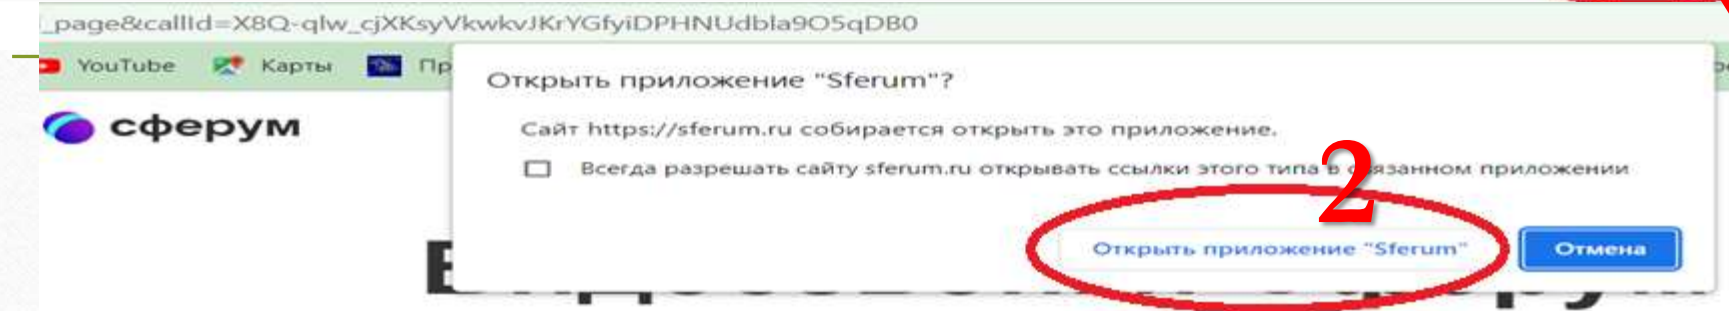 _page&callId=X8Q-qlw_cjXKsyVkwkvJKrYGfyiDPHNUdbla9O5qDB0
YouTube Карты Пр
Открыть приложение "Sferum"?
сферум
Сайт https://sferum.ru собирается открыть это приложение.
Всегда разрешать сайту sferum.ru открывать ссылки этого типа в связанном приложении
2
Открыть приложение "Sferum" Отмена